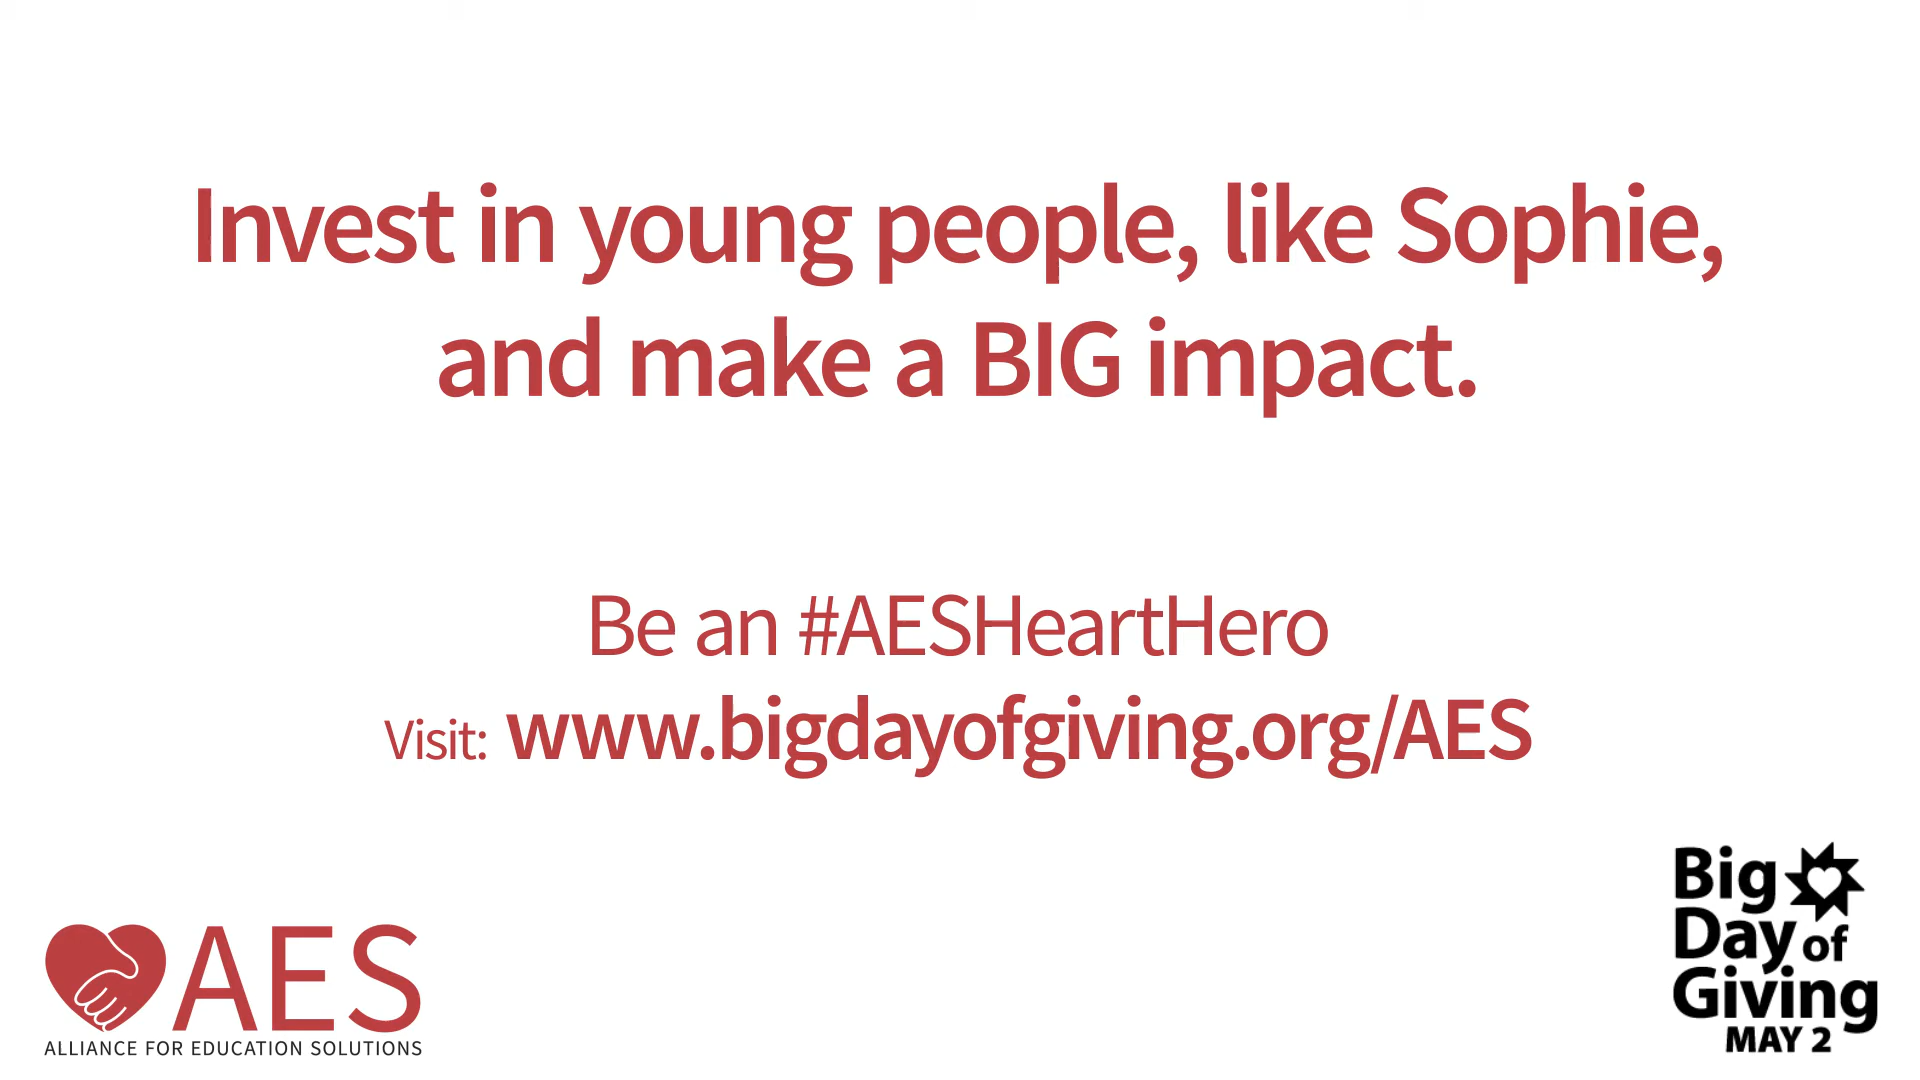 Invest in young people, like Sophie,
and make a BIG impact.
Be an #AESHeartHero
Visit: www.bigdayofgiving.org/AES
AES
ALLIANCE FOR EDUCATION SOLUTIONS
Big
Day of
Giving
MAY 2